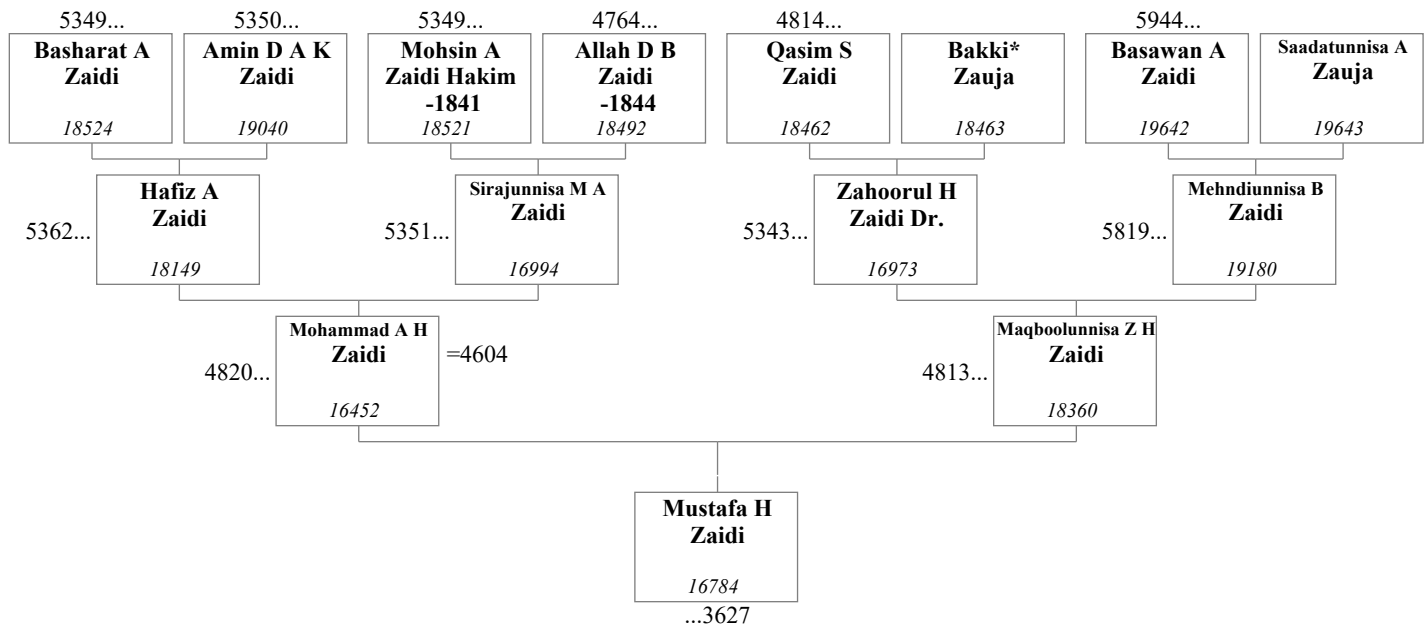 5349...
5350...
5349...
4764...
4814...
5944...
Basharat A
Zaidi
18524
Amin D A K
Zaidi
19040
Mohsin A
Zaidi Hakim
-1841
18521
Allah D B
Zaidi
-1844
18492
Qasim S
Zaidi
18462
Bakki*
Zauja
18463
Basawan A
Zaidi
19642
Saadatunnisa A
Zauja
19643
5362...
Hafiz A
Zaidi
18149
5351...
Sirajunnisa M A
Zaidi
16994
5343...
Zahoorul H
Zaidi Dr.
16973
5819...
Mehndiunnisa B
Zaidi
19180
4820...
Mohammad A H
Zaidi
16452
=4604
4813...
Maqboolunnisa Z H
Zaidi
18360
Mustafa H
Zaidi
16784
...3627